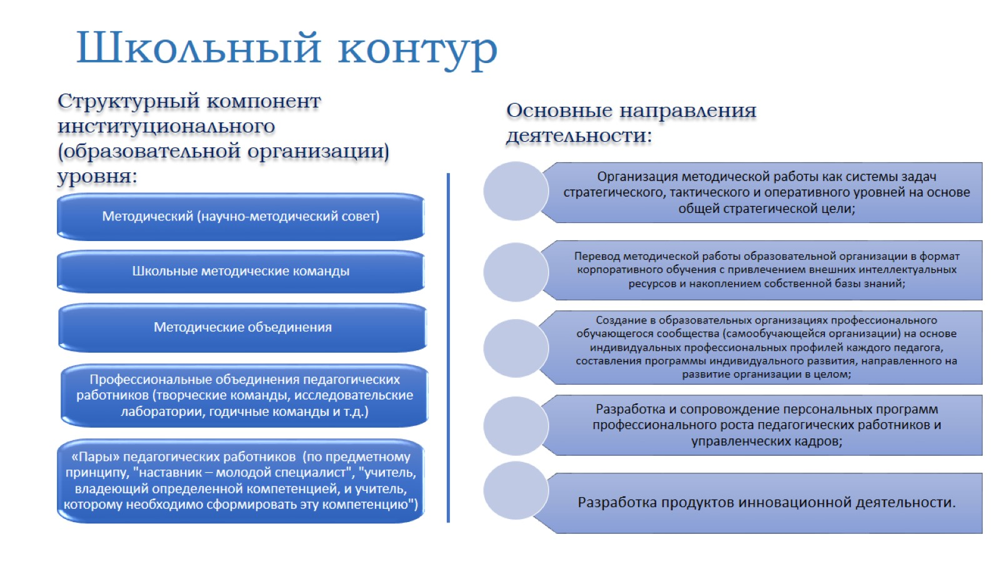 Школьный контур
Структурный компонент
институционального
(образовательной организации)
уровня:
Методический (научно-методический совет)
Школьные методические команды
Методические объединения
Профессиональные объединения педагогических
работников (творческие команды, исследовательские
лаборатории, годичные команды и т.д.)
«Пары» педагогических работников (по предметному
принципу, "наставник – молодой специалист", "учитель,
владеющий определенной компетенцией, и учитель,
которому необходимо сформировать эту компетенцию")
Основные направления
деятельности:
Организация методической работы как системы задач
стратегического, тактического и оперативного уровней на основе
общей стратегической цели;
Перевод методической работы образовательной организации в формат
корпоративного обучения с привлечением внешних интеллектуальных
ресурсов и накоплением собственной базы знаний;
Создание в образовательных организациях профессионального
обучающегося сообщества (самообучающейся организации) на основе
индивидуальных профессиональных профилей каждого педагога,
составления программы индивидуального развития, направленного на
развитие организации в целом;
Разработка и сопровождение персональных программ
профессионального роста педагогических работников и
управленческих кадров;
Разработка продуктов инновационной деятельности.